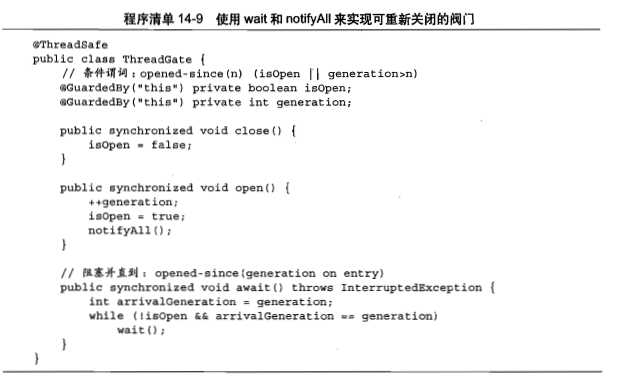 程序清单 14-9 使用 wait 和 notifyAll 来实现可重新关闭的阀门
@ThreadSafe
public class ThreadGate {
    // 条件谓词：opened-since(n) (isOpen || generation>n)
    @GuardedBy("this") private boolean isOpen;
    @GuardedBy("this") private int generation;
    public synchronized void close() {
        isOpen = false;
    }
    public synchronized void open() {
        ++generation;
        isOpen = true;
        notifyAll();
    }
    // 阻塞并直到：opened-since(generation on entry)
    public synchronized void await() throws InterruptedException {
        int arrivalGeneration = generation;
        while (!isOpen && arrivalGeneration == generation)
            wait();
    }
}